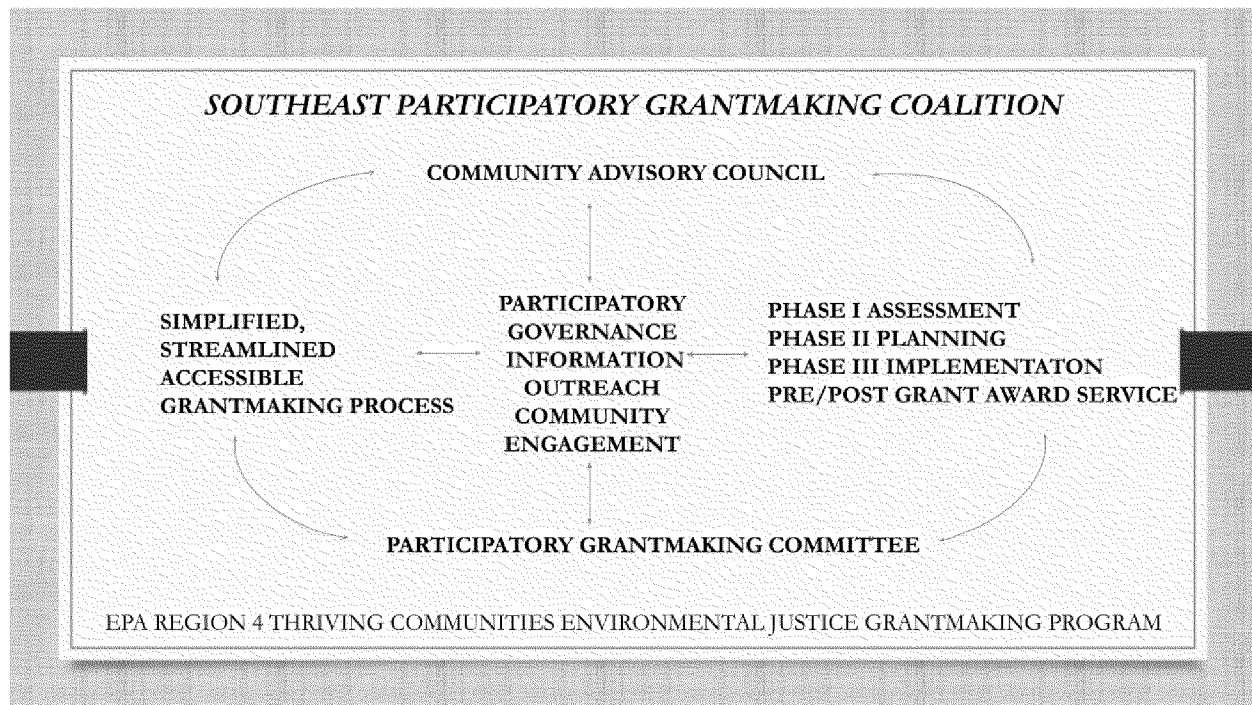 SOUTHEAST PARTICIPATORY GRANTMAKING COALITION
COMMUNITY ADVISORY COUNCIL
SIMPLIFIED,
STREAMLINED
ACCESSIBLE
GRANTMAKING PROCESS
PARTICIPATORY
GOVERNANCE
INFORMATION
OUTREACH
COMMUNITY
ENGAGEMENT
PHASE I ASSESSMENT
PHASE II PLANNING
PHASE III IMPLEMENTATON
PRE/POST GRANT AWARD SERVICE
PARTICIPATORY GRANTMAKING COMMITTEE
EPA REGION 4 THRIVING COMMUNITIES ENVIRONMENTAL JUSTICE GRANTMAKING PROGRAM